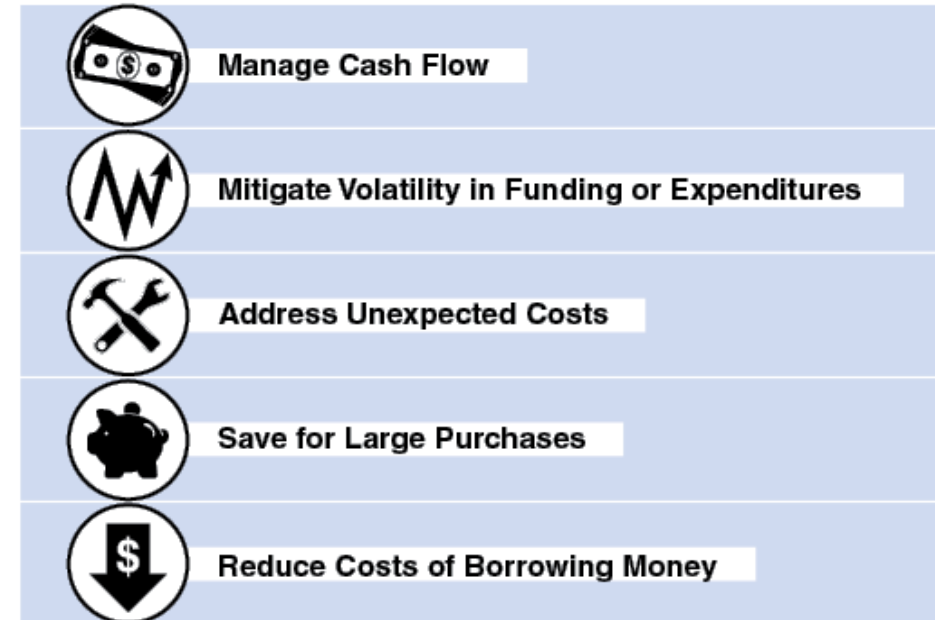 Manage Cash Flow
Mitigate Volatility in Funding or Expenditures
Address Unexpected Costs
Save for Large Purchases
$
Reduce Costs of Borrowing Money